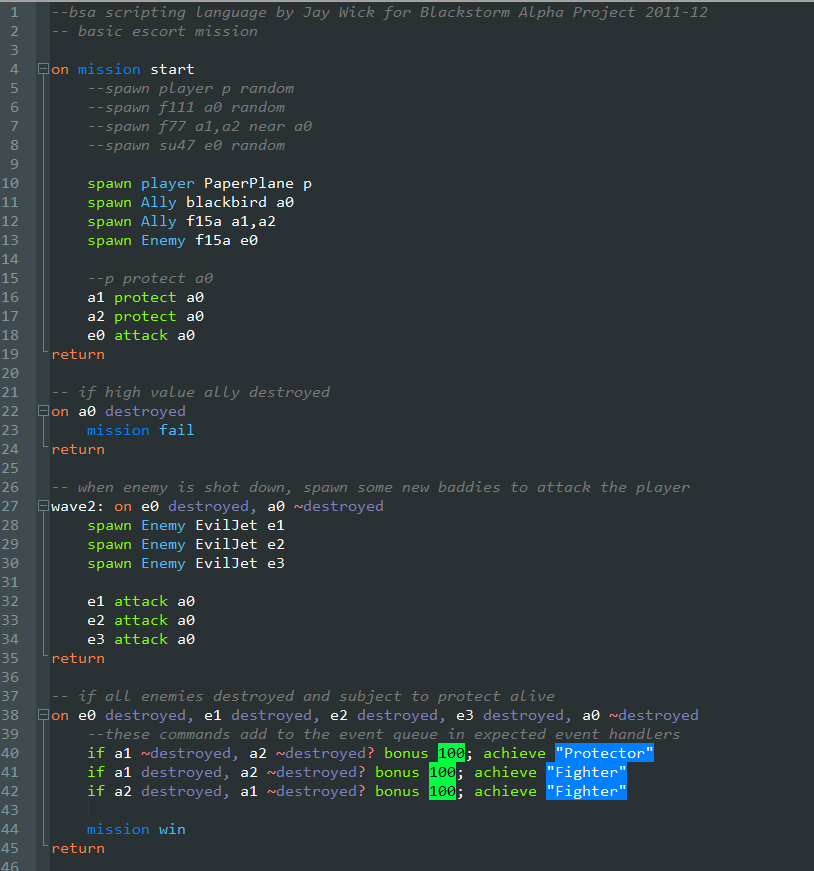 1 --bsa scripting language by Jay Wick for Blackstorm Alpha Project 2011-12
2 -- basic escort mission
3
4 on mission start
5 --spawn player p random
6 --spawn f111 a0 random
7 --spawn f77 a1,a2 near a0
8 --spawn su47 e0 random
9
10 spawn player PaperPlane p
11 spawn Ally blackbird a0
12 spawn Ally f15a a1,a2
13 spawn Enemy f15a e0
14
15 --p protect a0
16 a1 protect a0
17 a2 protect a0
18 e0 attack a0
19 return
20
21 -- if high value ally destroyed
22 on a0 destroyed
23 mission fail
24 return
25
26 -- when enemy is shot down, spawn some new baddies to attack the player
27 wave2: on e0 destroyed, a0 ~destroyed
28 spawn Enemy EvilJet e1
29 spawn Enemy EvilJet e2
30 spawn Enemy EvilJet e3
31
32 e1 attack a0
33 e2 attack a0
34 e3 attack a0
35 return
36
37 -- if all enemies destroyed and subject to protect alive
38 on e0 destroyed, e1 destroyed, e2 destroyed, e3 destroyed, a0 ~destroyed
39 --these commands add to the event queue in expected event handlers
40 if a1 ~destroyed, a2 ~destroyed? bonus 100; achieve "Protector"
41 if a1 destroyed, a2 ~destroyed? bonus 100; achieve "Fighter"
42 if a2 destroyed, a1 ~destroyed? bonus 100; achieve "Fighter"
43
44 mission win
45 return
46